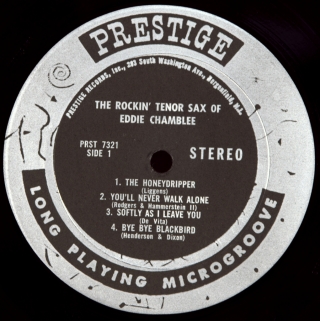 PRESTIGE
PRESTIGE RECORDS, Inc., 203 South Washington Ave., Bergenfield, N.J.
THE ROCKIN' TENOR SAX OF
EDDIE CHAMBLEE
PRST 7321
SIDE 1
STEREO
1. THE HONEYDRIPPER
(Liggons)
2. YOU'LL NEVER WALK ALONE
(Rodgers & Hammerstein II)
3. SOFTLY AS I LEAVE YOU
(De Vita)
4. BYE BYE BLACKBIRD
(Henderson & Dixon)
LONG PLAYING MICROGROOVE